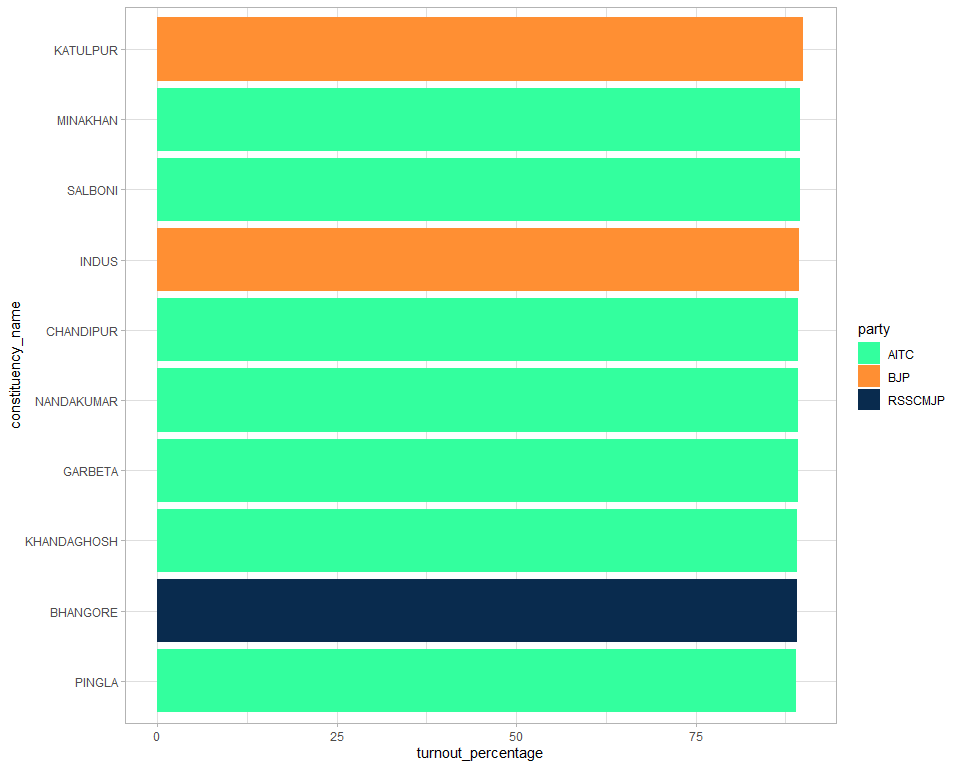 KATULPUR
MINAKHAN
SALBONI
INDUS
CHANDIPUR
NANDAKUMAR
GARBETA
KHANDAGHOSH
BHANGORE
PINGLA
constituency_name
0 25 50 75
turnout_percentage
party
AITC
BJP
RSSCMJP